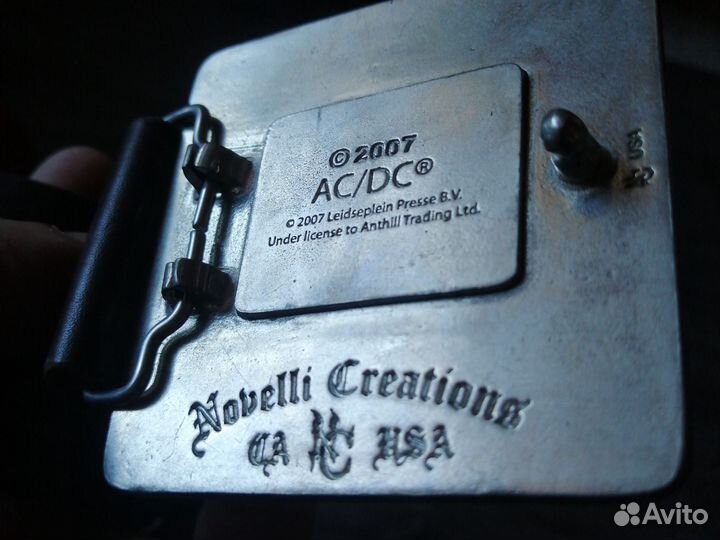 © 2007
AC/DC®
© 2007 Leidseplein Presse B.V.
Under license to Anthill Trading Ltd.
USA
Novelli Creations
CA NC USA
Avito